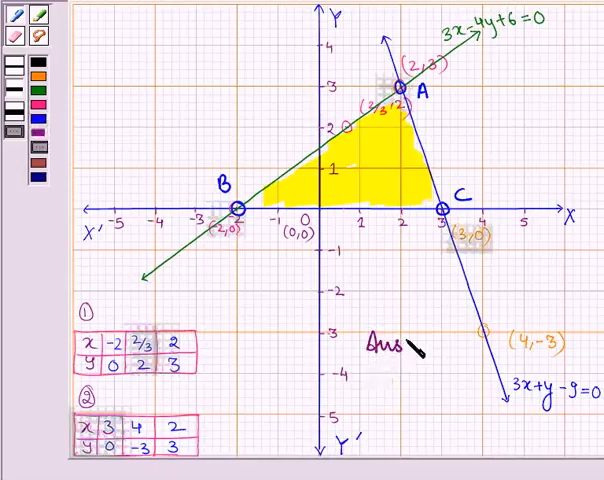 Y
3x-4y+6=0
4
(2,3)
3
A
(2/3,2)
2
1
B
C
-5 -4 -3 -2 -1 0 1 2 3 4 5 X
X' (-2,0) (0,0) (3,0)
-1
-2
①
x -2 2/3 2
y 0 2 3
-3
(4,-3)
Ans
-4
3x+y-9=0
②
x 3 4 2
y 0 -3 3
-5
Y'